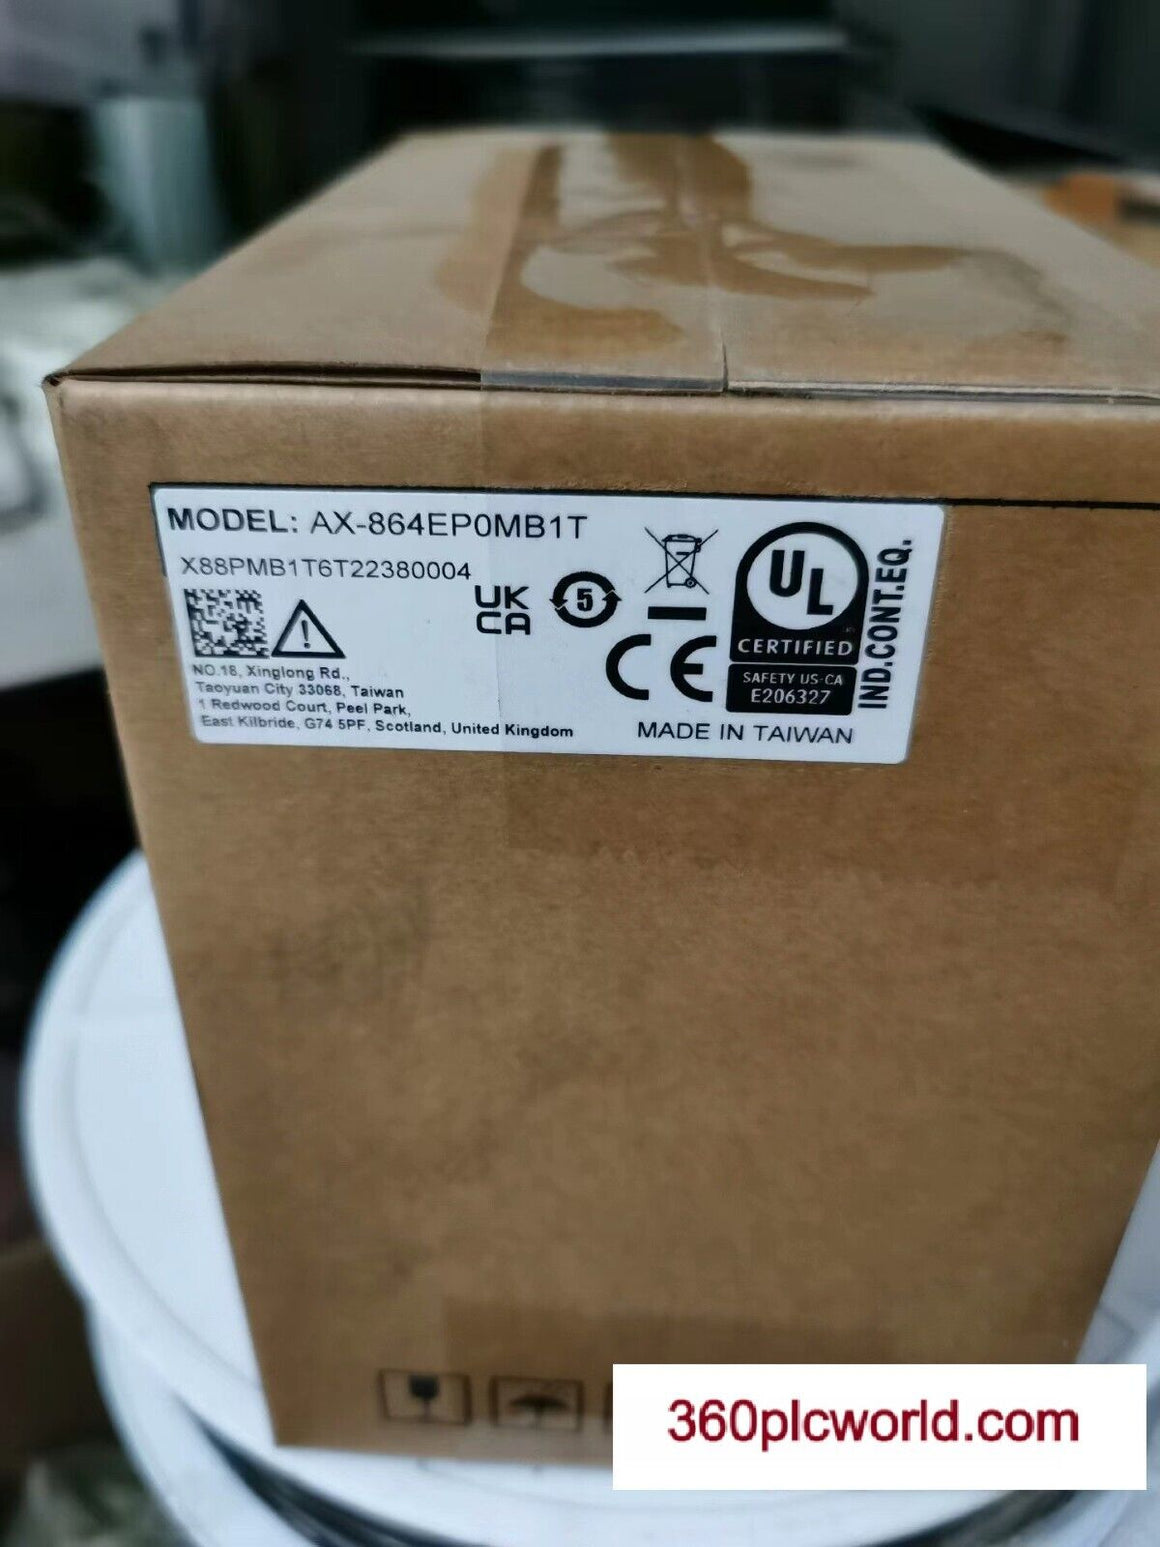 MODEL: AX-864EP0MB1T
X88PMB1T6T22380004
UK
CA
5
CE
UL
CERTIFIED
SAFETY US-CA
E206327
IND.CONT.EQ.
NO.18, Xinglong Rd.,
Taoyuan City 33068, Taiwan
1 Redwood Court, Peel Park,
East Kilbride, G74 5PF, Scotland, United Kingdom
MADE IN TAIWAN
360plcworld.com